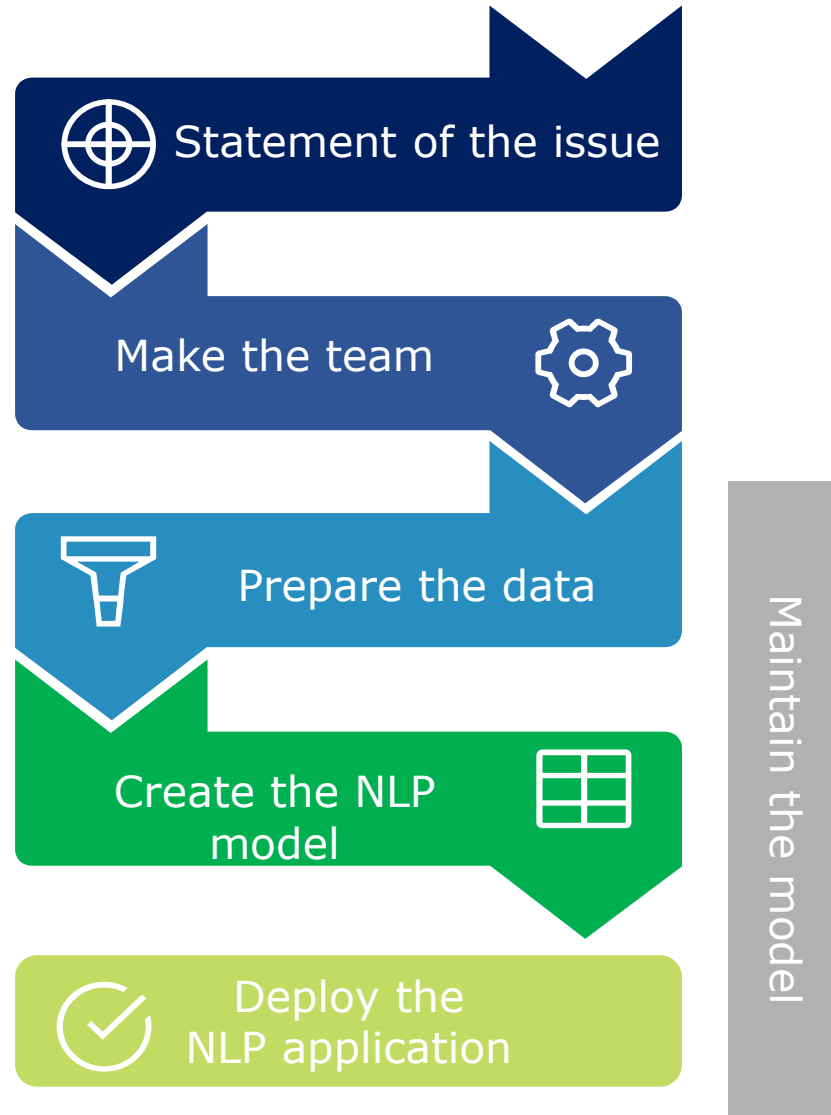 Statement of the issue
Make the team
Prepare the data
Create the NLP
model
Deploy the
NLP application
Maintain the model